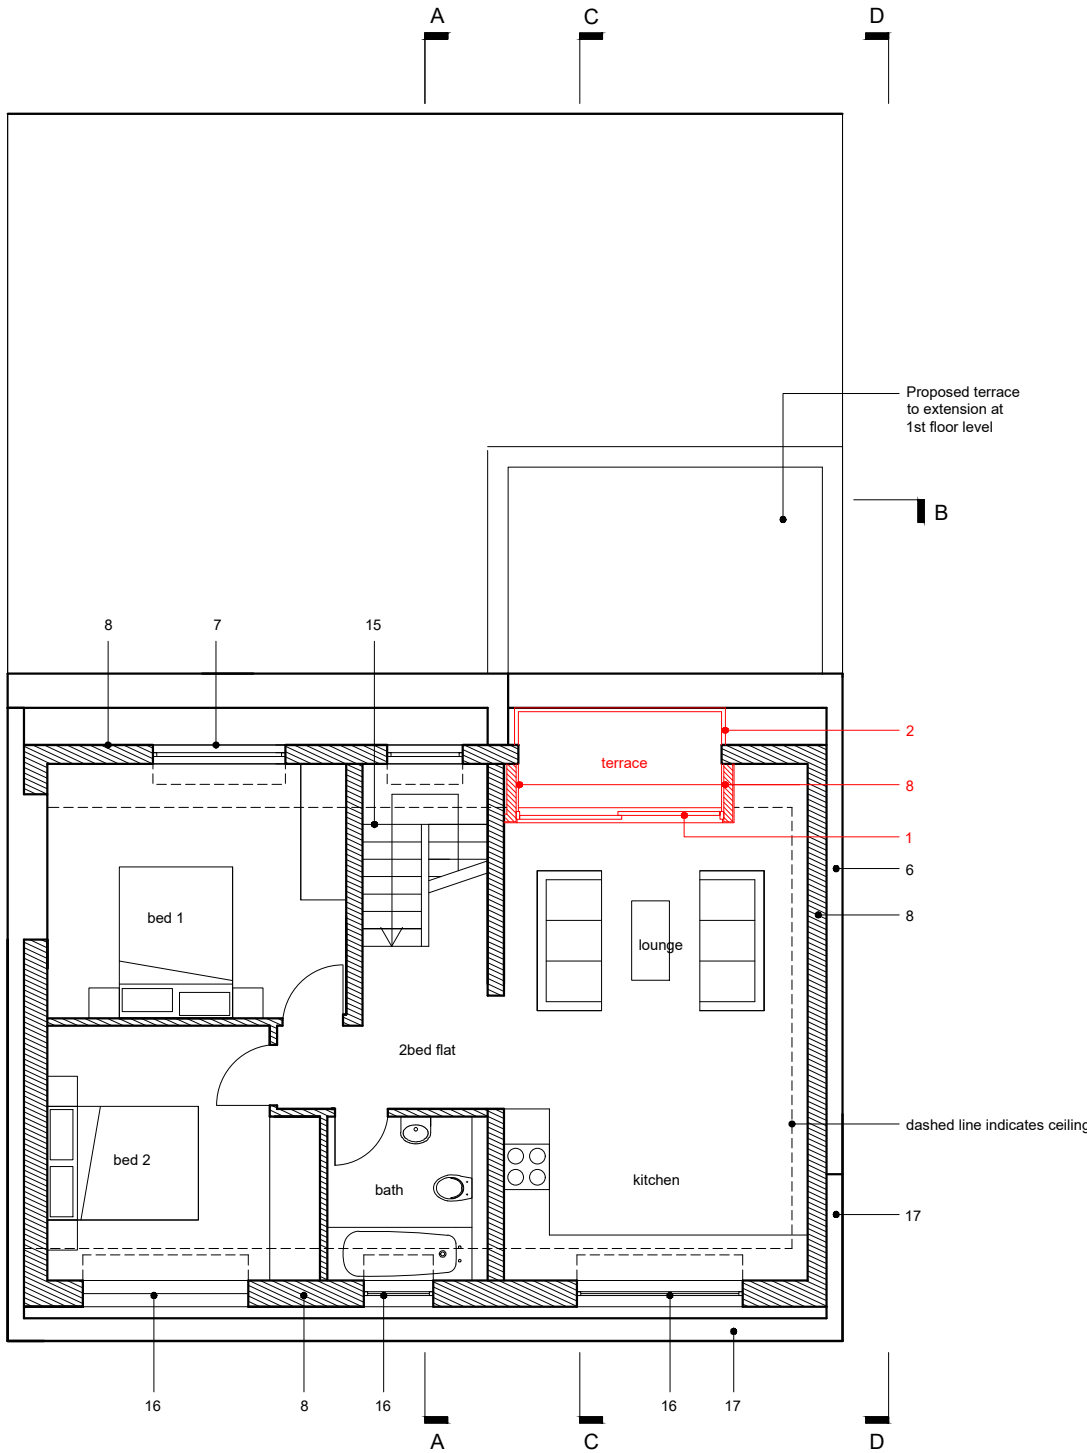 A
C
D
Proposed terrace
to extension at
1st floor level
B
8
7
15
2
terrace
8
1
6
bed 1
8
lounge
2bed flat
dashed line indicates ceiling
bed 2
kitchen
bath
17
16
8
16
16
17
A
C
D